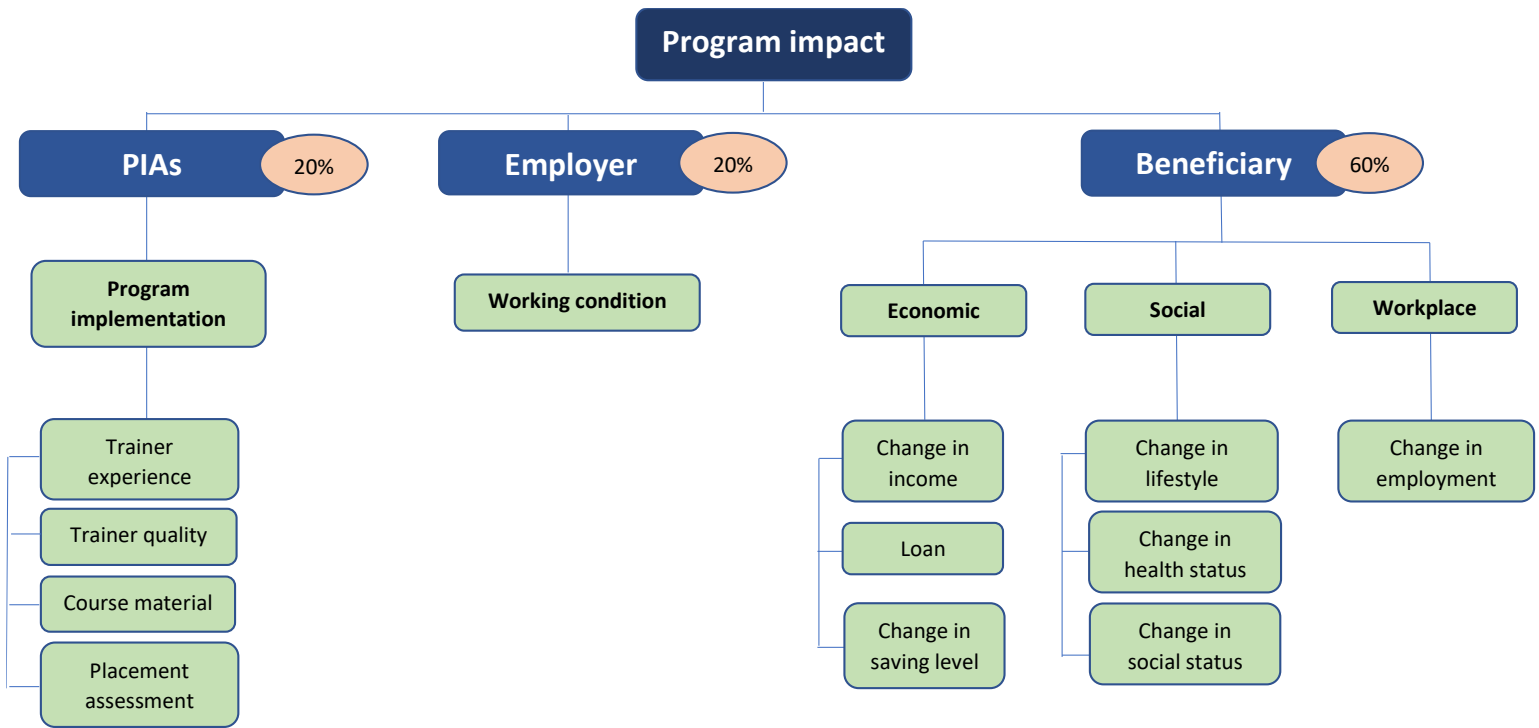 Program impact
PIAs
20%
Employer
20%
Beneficiary
60%
Program
implementation
Working condition
Economic
Social
Workplace
Trainer
experience
Trainer quality
Course material
Placement
assessment
Change in
income
Loan
Change in
saving level
Change in
lifestyle
Change in
health status
Change in
social status
Change in
employment